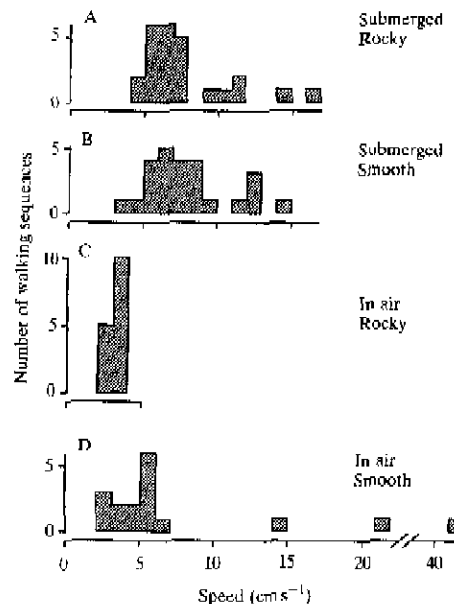 A
Submerged
Rocky
5
0
B
Submerged
Smooth
5
0
Number of walking sequences
C
In air
Rocky
10
5
0
D
In air
Smooth
5
0
0 5 10 15 20 40
Speed (cm s⁻¹)